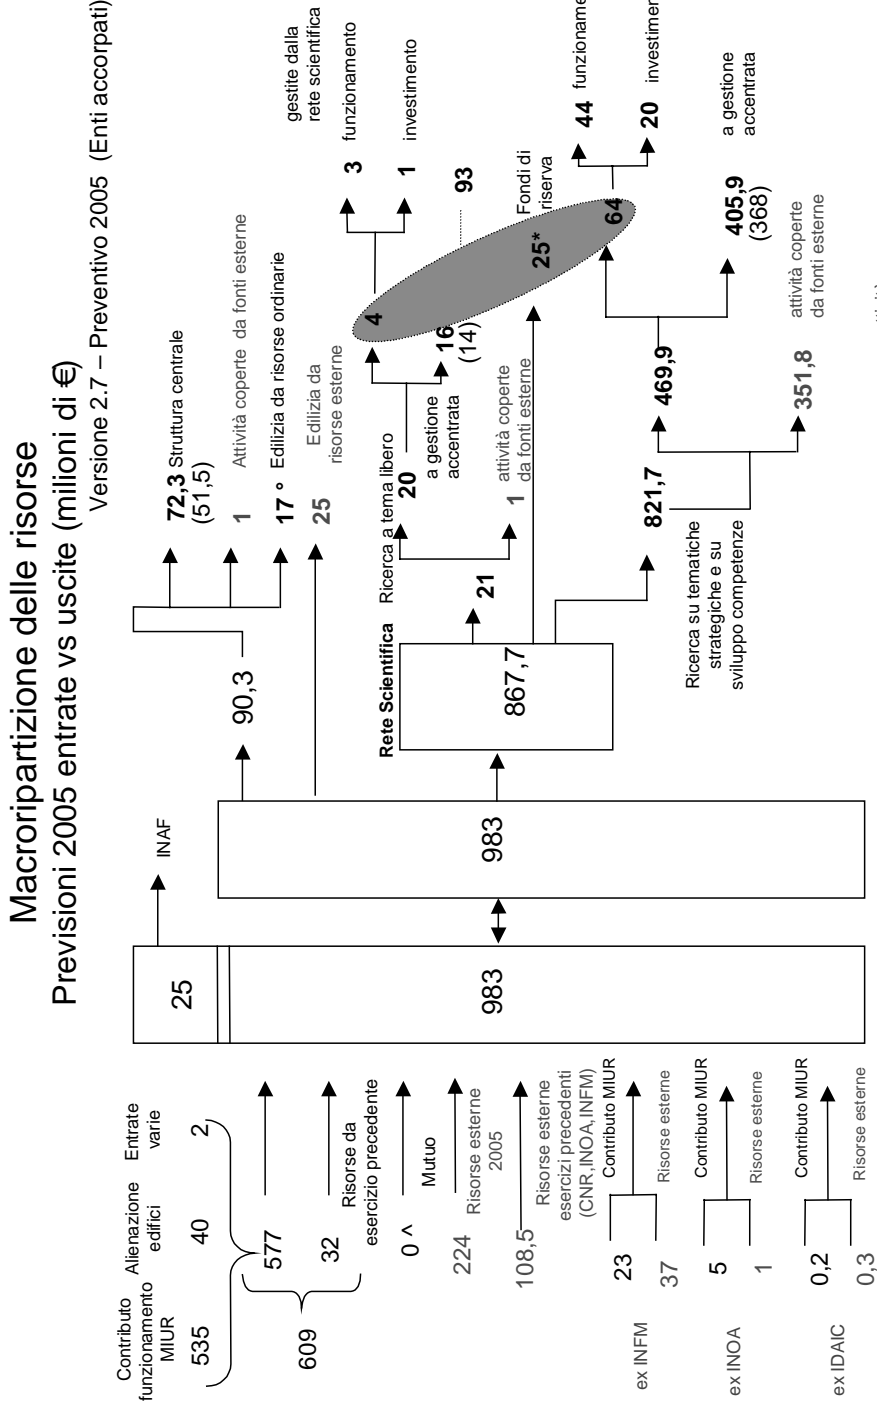 Macroripartizione delle risorse
Previsioni 2005 entrate vs uscite (milioni di €)
Versione 2.7 – Preventivo 2005 (Enti accorpati)
Contributo
funzionamento
MIUR
535
Alienazione
edifici
40
Entrate
varie
2
609
577
32
Risorse da
esercizio precedente
0 ^
Mutuo
224
Risorse esterne
2005
108,5
Risorse esterne
esercizi precedenti
(CNR,INOA,INFM)
ex INFM
23
Contributo MIUR
37
Risorse esterne
ex INOA
5
Contributo MIUR
1
Risorse esterne
ex IDAIC
0,2
Contributo MIUR
0,3
Risorse esterne
25
INAF
983
983
90,3
72,3 Struttura centrale
(51,5)
1
Attività coperte da fonti esterne
17 ° Edilizia da risorse ordinarie
25
Edilizia da
risorse esterne
Rete Scientifica
867,7
21
Ricerca a tema libero
20
1
attività coperte
da fonti esterne
4
16
(14)
a gestione
accentrata
gestite dalla
rete scientifica
3
funzionamento
1
investimento
93
25*
Fondi di
riserva
64
44
20
821,7
Ricerca su tematiche
strategiche e su
sviluppo competenze
469,9
351,8
attività coperte
da fonti esterne
405,9
(368)
a gestione
accentrata